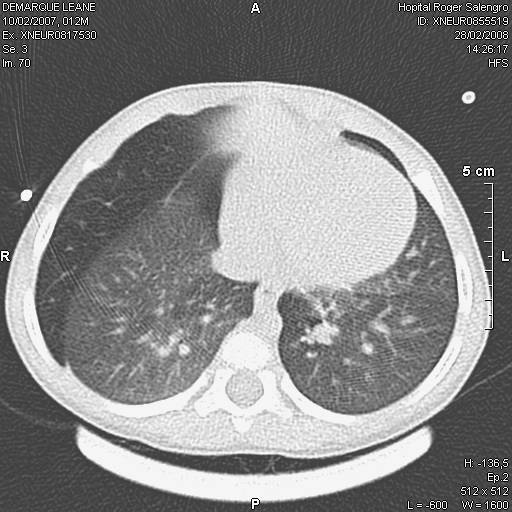 DEMARQUE LEANE
10/02/2007, 012M
Ex. XNEUR0817530
Se. 3
Im. 70
A
Hopital Roger Salengro
ID: XNEUR0855519
28/02/2008
14:26:17
HFS
5 cm
R
L
H: -136,5
Ep.2
512 x 512
L = -600 W = 1600
P